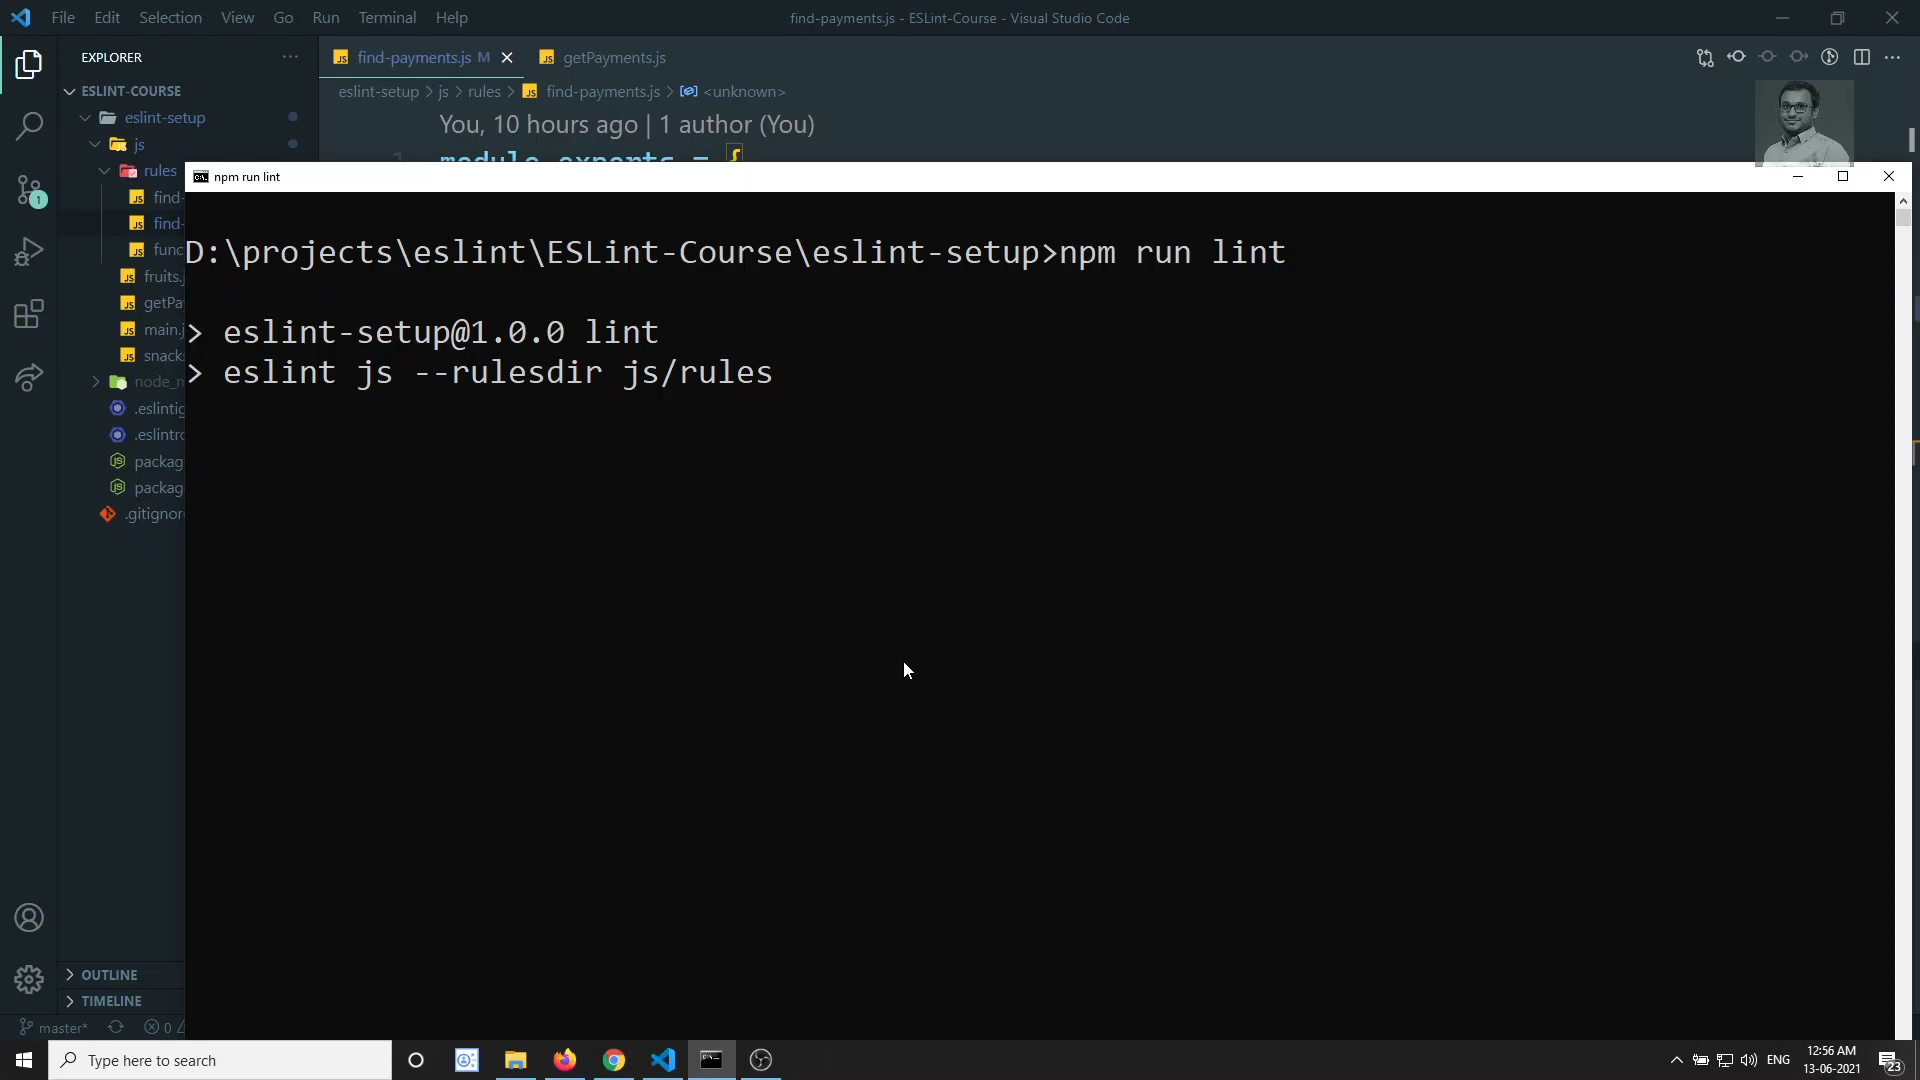 File Edit Selection View Go Run Terminal Help
find-payments.js - ESLint-Course - Visual Studio Code
EXPLORER
find-payments.js M
getPayments.js
ESLINT-COURSE
eslint-setup > js > rules > find-payments.js > <unknown>
eslint-setup
You, 10 hours ago | 1 author (You)
js
module.exports = {
rules
npm run lint
find-
find-
func
fruits.j
getPa
main.j
snack
node_m
.eslintig
.eslintrc
packag
packag
.gitignor
D:\projects\eslint\ESLint-Course\eslint-setup>npm run lint
> eslint-setup@1.0.0 lint
> eslint js --rulesdir js/rules
OUTLINE
TIMELINE
master*
0
1
Type here to search
ENG
12:56 AM
13-06-2021
23